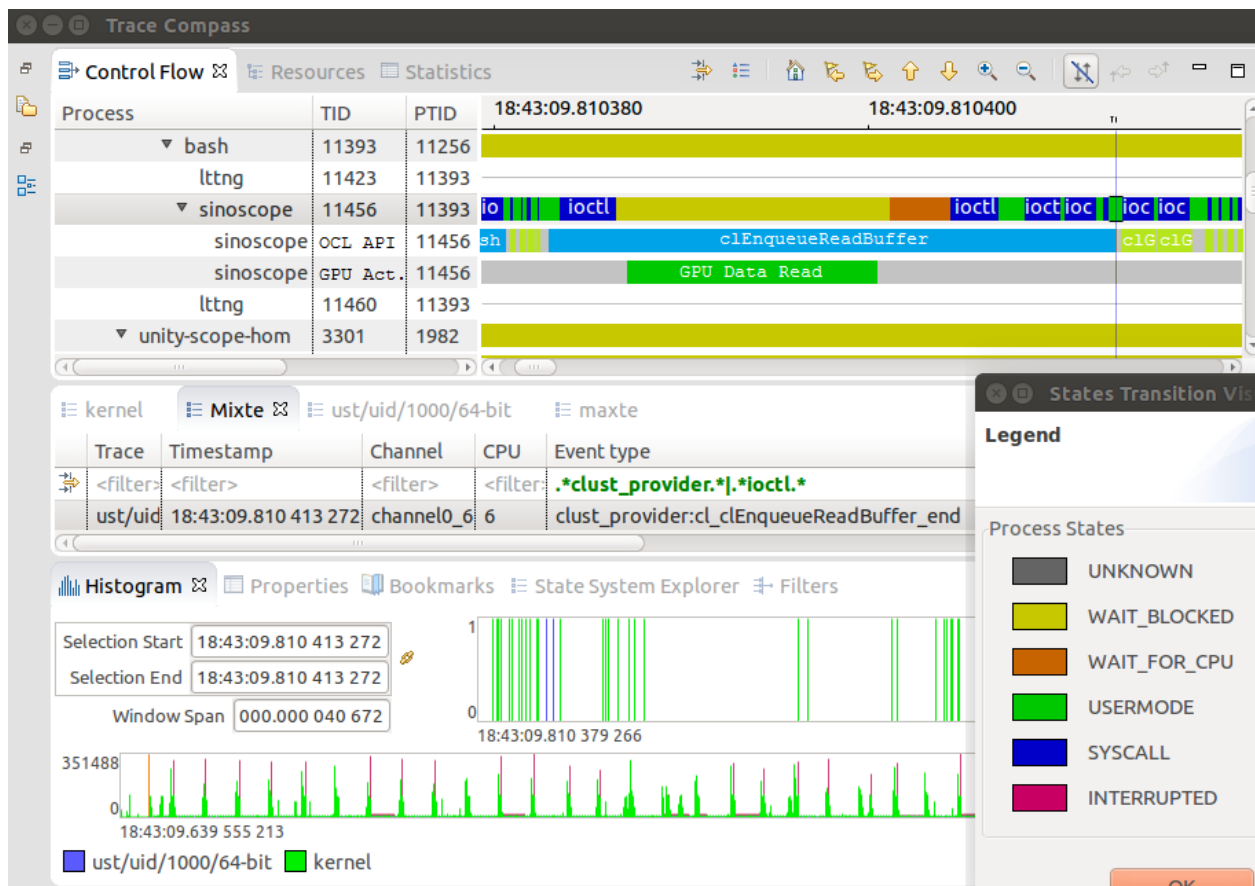 Trace Compass
Control Flow Resources Statistics
Process TID PTID 18:43:09.810380 18:43:09.810400
bash 11393 11256
lttng 11423 11393
sinoscope 11456 11393 io ioctl ioctl ioct ioc ioc ioc
sinoscope OCL API 11456 sh clEnqueueReadBuffer clG clG
sinoscope GPU Act. 11456 GPU Data Read
lttng 11460 11393
unity-scope-hom 3301 1982
kernel Mixte ust/uid/1000/64-bit maxte
Trace Timestamp Channel CPU Event type
<filter> <filter> <filter> <filter> .*clust_provider.*|.*ioctl.*
ust/uid 18:43:09.810 413 272 channel0_6 6 clust_provider:cl_clEnqueueReadBuffer_end
Histogram Properties Bookmarks State System Explorer Filters
Selection Start 18:43:09.810 413 272
Selection End 18:43:09.810 413 272
Window Span 000.000 040 672
1
0
18:43:09.810 379 266
351488
0
18:43:09.639 555 213
ust/uid/1000/64-bit kernel
States Transition Vis
Legend
Process States
UNKNOWN
WAIT_BLOCKED
WAIT_FOR_CPU
USERMODE
SYSCALL
INTERRUPTED
OK